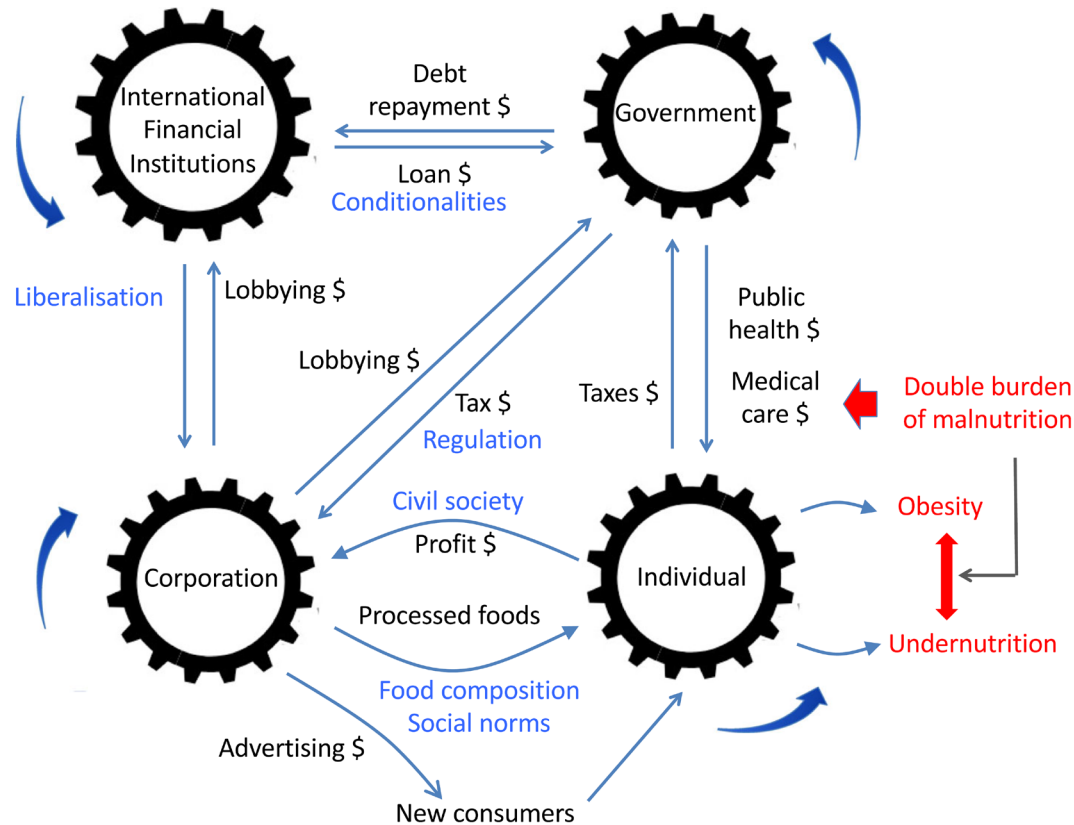 International
Financial
Institutions
Debt
repayment $
Government
Loan $
Conditionalities
Liberalisation
Lobbying $
Public
health $
Lobbying $
Tax $
Regulation
Taxes $
Medical
care $
Double burden
of malnutrition
Civil society
Profit $
Obesity
Corporation
Individual
Processed foods
Undernutrition
Food composition
Social norms
Advertising $
New consumers